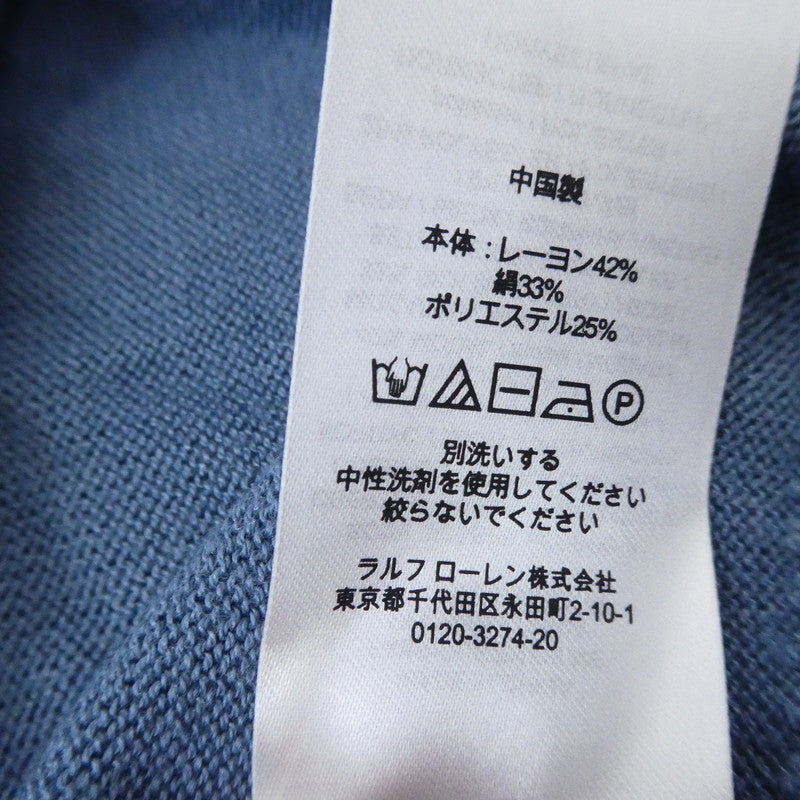 中国製
本体：レーヨン42%
絹33%
ポリエステル25%
P
別洗いする
中性洗剤を使用してください
絞らないでください
ラルフ ローレン株式会社
東京都千代田区永田町2-10-1
0120-3274-20